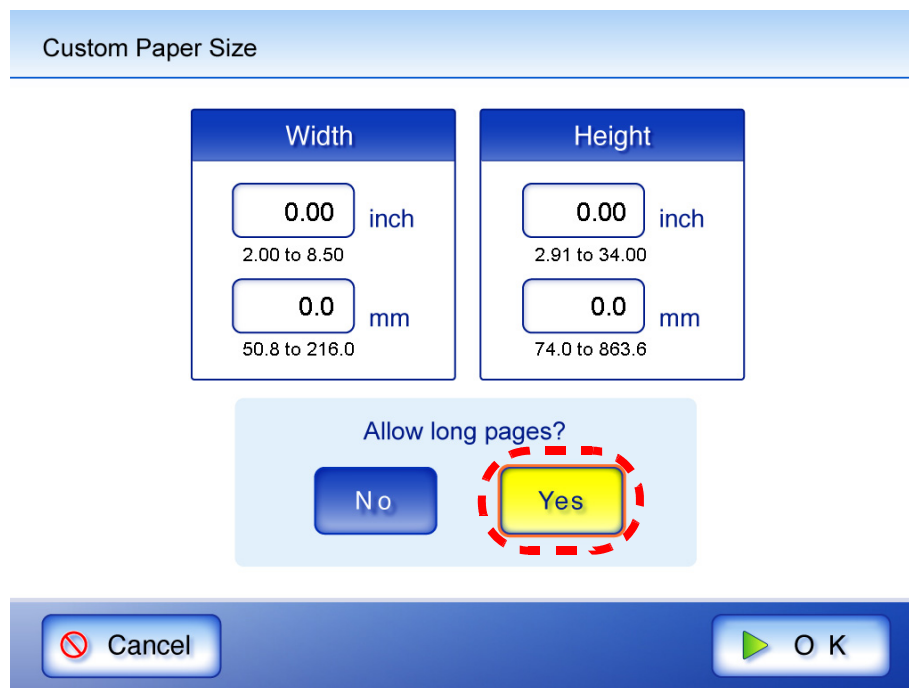 Custom Paper Size
Width
0.00 inch
2.00 to 8.50
0.0 mm
50.8 to 216.0
Height
0.00 inch
2.91 to 34.00
0.0 mm
74.0 to 863.6
Allow long pages?
No
Yes
Cancel
OK